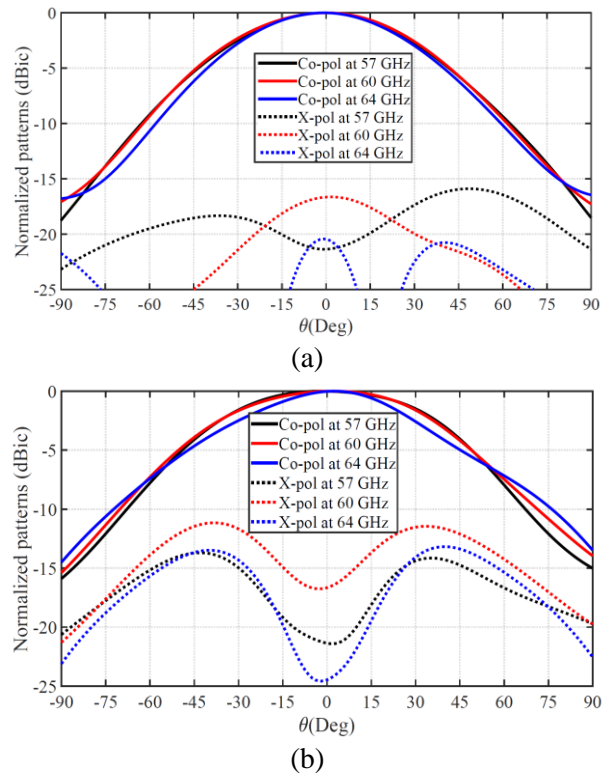 Normalized patterns (dBic)
0
-5
-10
-15
-20
-25
Co-pol at 57 GHz
Co-pol at 60 GHz
Co-pol at 64 GHz
X-pol at 57 GHz
X-pol at 60 GHz
X-pol at 64 GHz
-90 -75 -60 -45 -30 -15 0 15 30 45 60 75 90
θ(Deg)
(a)
Normalized patterns (dBic)
0
-5
-10
-15
-20
-25
Co-pol at 57 GHz
Co-pol at 60 GHz
Co-pol at 64 GHz
X-pol at 57 GHz
X-pol at 60 GHz
X-pol at 64 GHz
-90 -75 -60 -45 -30 -15 0 15 30 45 60 75 90
θ(Deg)
(b)